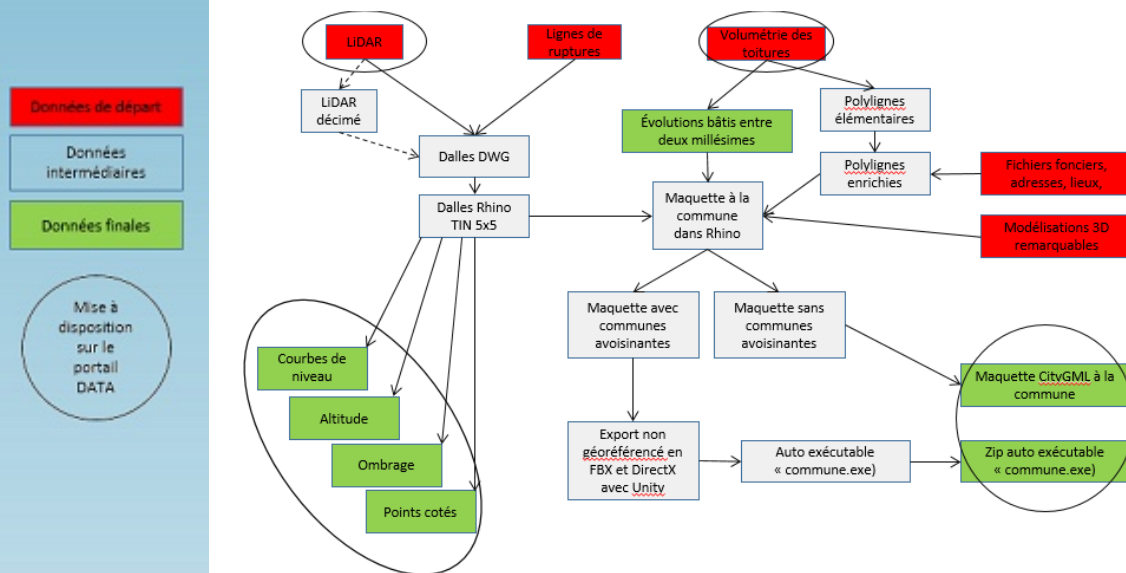 Données de départ
Données
intermédiaires
Données finales
Mise à
disposition
sur le
portail
DATA
LiDAR
Lignes de
ruptures
Volumétrie des
toitures
LiDAR
décimé
Évolutions bâtis entre
deux millésimes
Polylignes
élémentaires
Dalles DWG
Polylignes
enrichies
Fichiers fonciers,
adresses, lieux,
Dalles Rhino
TIN 5x5
Maquette à la
commune
dans Rhino
Modélisations 3D
remarquables
Maquette avec
communes
avoisinantes
Maquette sans
communes
avoisinantes
Courbes de
niveau
Altitude
Ombrage
Points cotés
Maquette CityGML à la
commune
Export non
géoréférencé en
FBX et DirectX
avec Unity
Auto exécutable
« commune.exe)
Zip auto exécutable
« commune.exe)